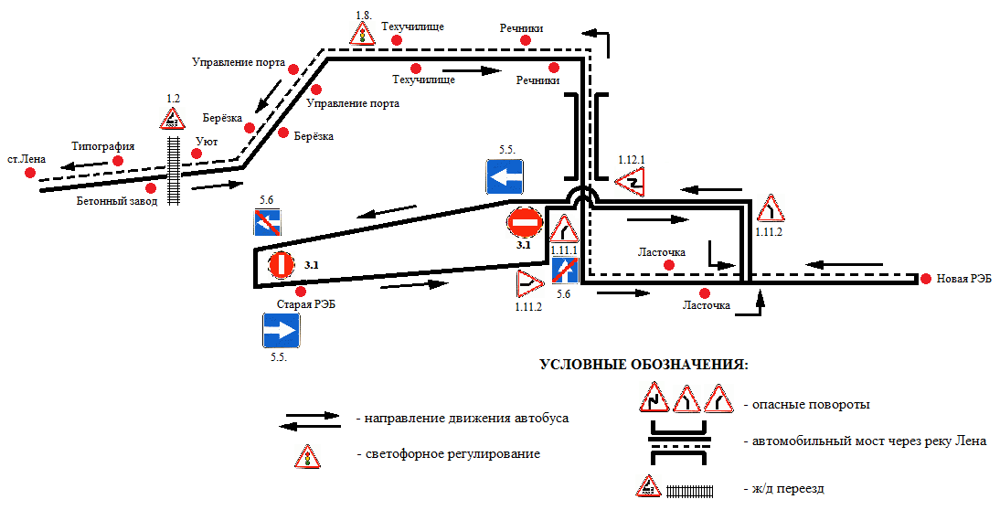 1.8.
Техучилище
Речники
Управление порта
Техучилище
Речники
1.2
Управление порта
Берёзка
Берёзка
Уют
Типография
ст.Лена
Бетонный завод
5.5.
1.12.1
5.6
3.1
1.11.1
1.11.2
3.1
Ласточка
Новая РЭБ
Старая РЭБ
1.11.2
5.6
Ласточка
5.5.
УСЛОВНЫЕ ОБОЗНАЧЕНИЯ:
- опасные повороты
- направление движения автобуса
- автомобильный мост через реку Лена
- светофорное регулирование
- ж/д переезд